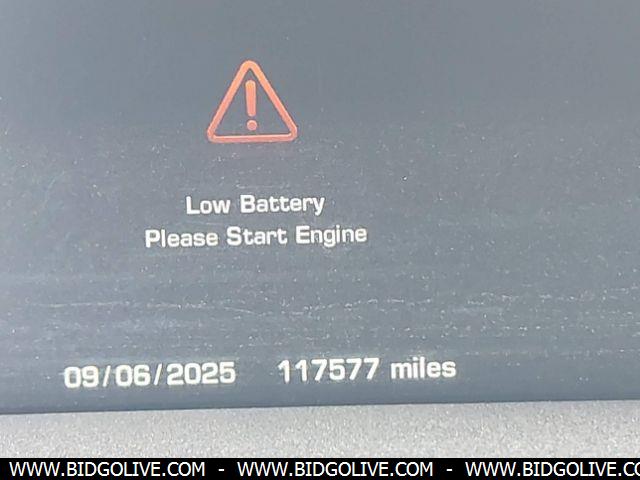 Low Battery
Please Start Engine
09/06/2025 117577 miles
WWW.BIDGOLIVE.COM - WWW.BIDGOLIVE.COM - WWW.BIDGOLIVE.CO